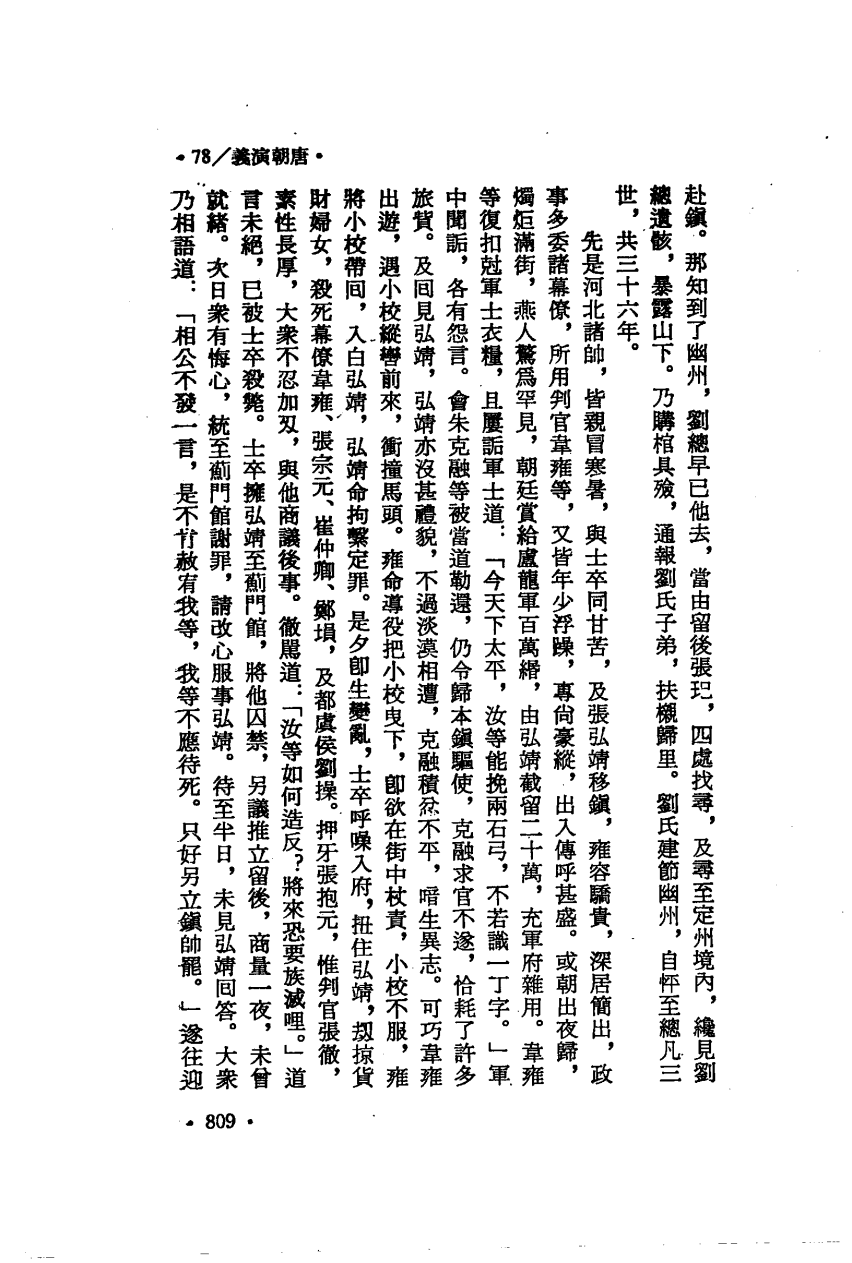 •78/義演朝唐•
赴鎭。那知到了幽州，劉總早已他去，當由留後張玘，四處找尋，及尋至定州境內，纔見劉
總遺骸，暴露山下。乃購棺具殮，通報劉氏子弟，扶櫬歸里。劉氏建節幽州，自怦至總凡三
世，共三十六年。
先是河北諸帥，皆親冒寒暑，與士卒同甘苦，及張弘靖移鎭，雍容驕貴，深居簡出，政
事多委諸幕僚，所用判官韋雍等，又皆年少浮躁，專尙豪縱，出入傳呼甚盛。或朝出夜歸，
燭炬滿街，燕人驚爲罕見，朝廷賞給盧龍軍百萬緡，由弘靖截留二十萬，充軍府雜用。韋雍
等復扣尅軍士衣糧，且屢詬軍士道：「今天下太平，汝等能挽兩石弓，不若識一丁字。」軍
中聞詬，各有怨言。會朱克融等被當道勒還，仍令歸本鎭驅使，克融求官不遂，恰耗了許多
旅貲。及回見弘靖，弘靖亦沒甚禮貌，不過淡漠相遭，克融積忿不平，暗生異志。可巧韋雍
出遊，遇小校縱轡前來，衝撞馬頭。雍命導役把小校曳下，卽欲在街中杖責，小校不服，雍
將小校帶回，入白弘靖，弘靖命拘繫定罪。是夕卽生變亂，士卒呼噪入府，扭住弘靖，刼掠貨
財婦女，殺死幕僚韋雍、張宗元、崔仲卿、鄭塤，及都虞侯劉操。押牙張抱元，惟判官張徹，
素性長厚，大衆不忍加刄，與他商議後事。徹罵道：「汝等如何造反？將來恐要族滅哩。」道
言未絕，已被士卒殺斃。士卒擁弘靖至薊門館，將他囚禁，另議推立留後，商量一夜，未曾
就緒。次日衆有悔心，統至薊門館謝罪，請改心服事弘靖。待至半日，未見弘靖回答。大衆
乃相語道：「相公不發一言，是不肯赦宥我等，我等不應待死。只好另立鎭帥罷。」遂往迎
•809•